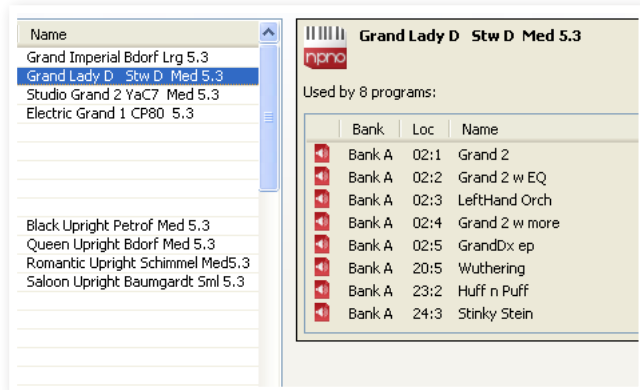 Name
Grand Imperial Bdorf Lrg 5.3
Grand Lady D Stw D Med 5.3
Studio Grand 2 YaC7 Med 5.3
Electric Grand 1 CP80 5.3
Black Upright Petrof Med 5.3
Queen Upright Bdorf Med 5.3
Romantic Upright Schimmel Med5.3
Saloon Upright Baumgardt Sml 5.3
npno
Grand Lady D Stw D Med 5.3
Used by 8 programs:
Bank Loc Name
Bank A 02:1 Grand 2
Bank A 02:2 Grand 2 w EQ
Bank A 02:3 LeftHand Orch
Bank A 02:4 Grand 2 w more
Bank A 02:5 GrandDx ep
Bank A 20:5 Wuthering
Bank A 23:2 Huff n Puff
Bank A 24:3 Stinky Stein